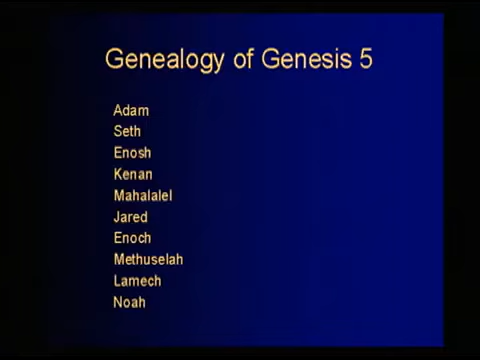 Genealogy of Genesis 5
Adam
Seth
Enosh
Kenan
Mahalalel
Jared
Enoch
Methuselah
Lamech
Noah